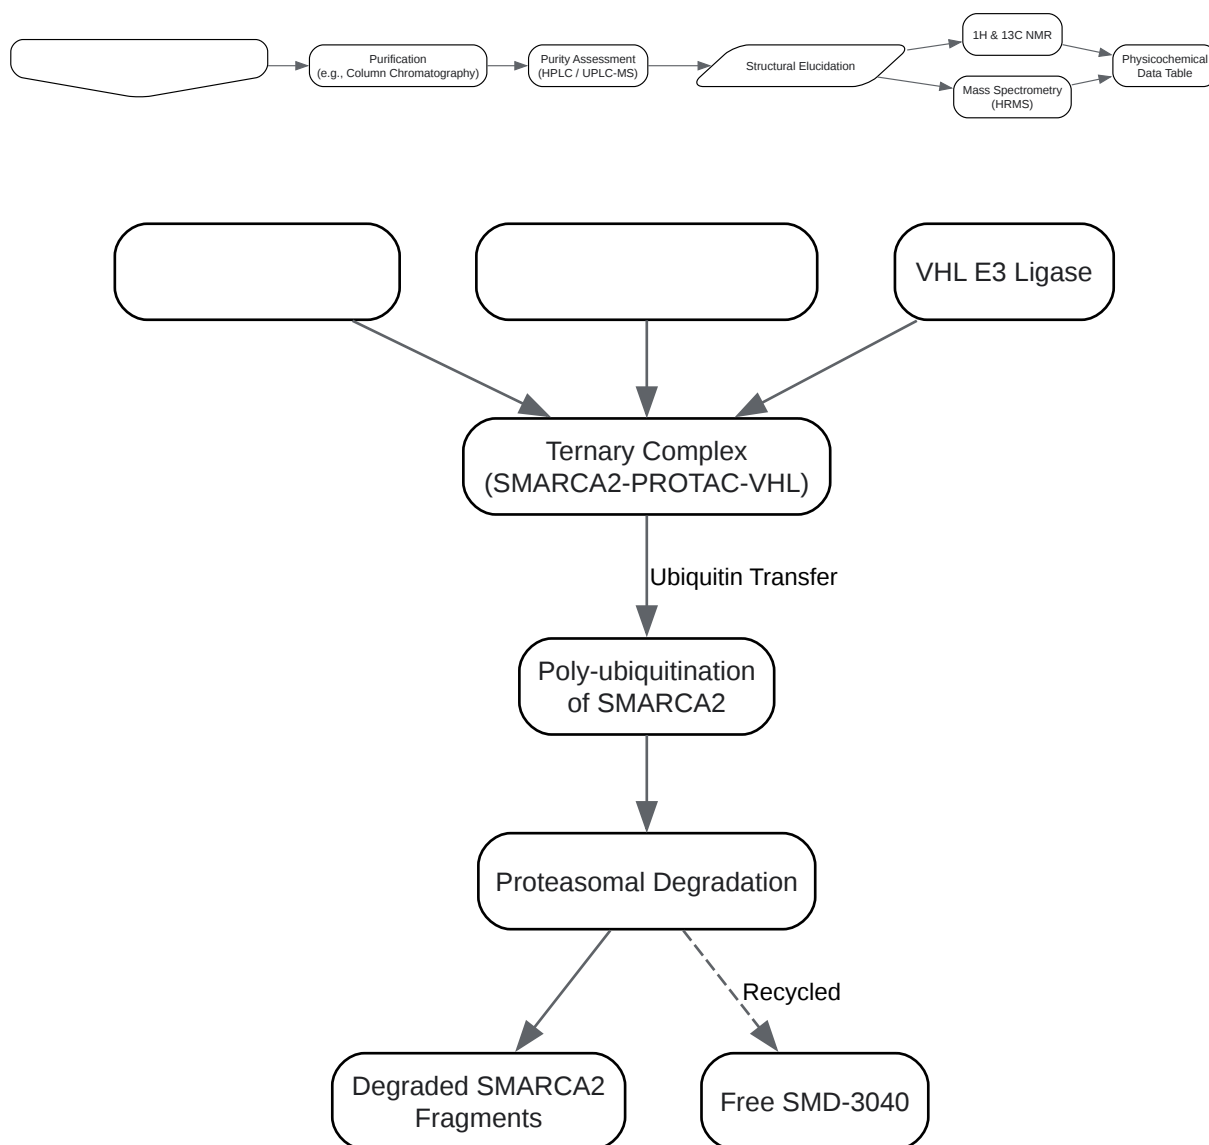 Purification
(e.g., Column Chromatography)
Purity Assessment
(HPLC / UPLC-MS)
Structural Elucidation
1H & 13C NMR
Mass Spectrometry
(HRMS)
Physicochemical
Data Table
VHL E3 Ligase
Ternary Complex
(SMARCA2-PROTAC-VHL)
Ubiquitin Transfer
Poly-ubiquitination
of SMARCA2
Proteasomal Degradation
Recycled
Degraded SMARCA2
Fragments
Free SMD-3040